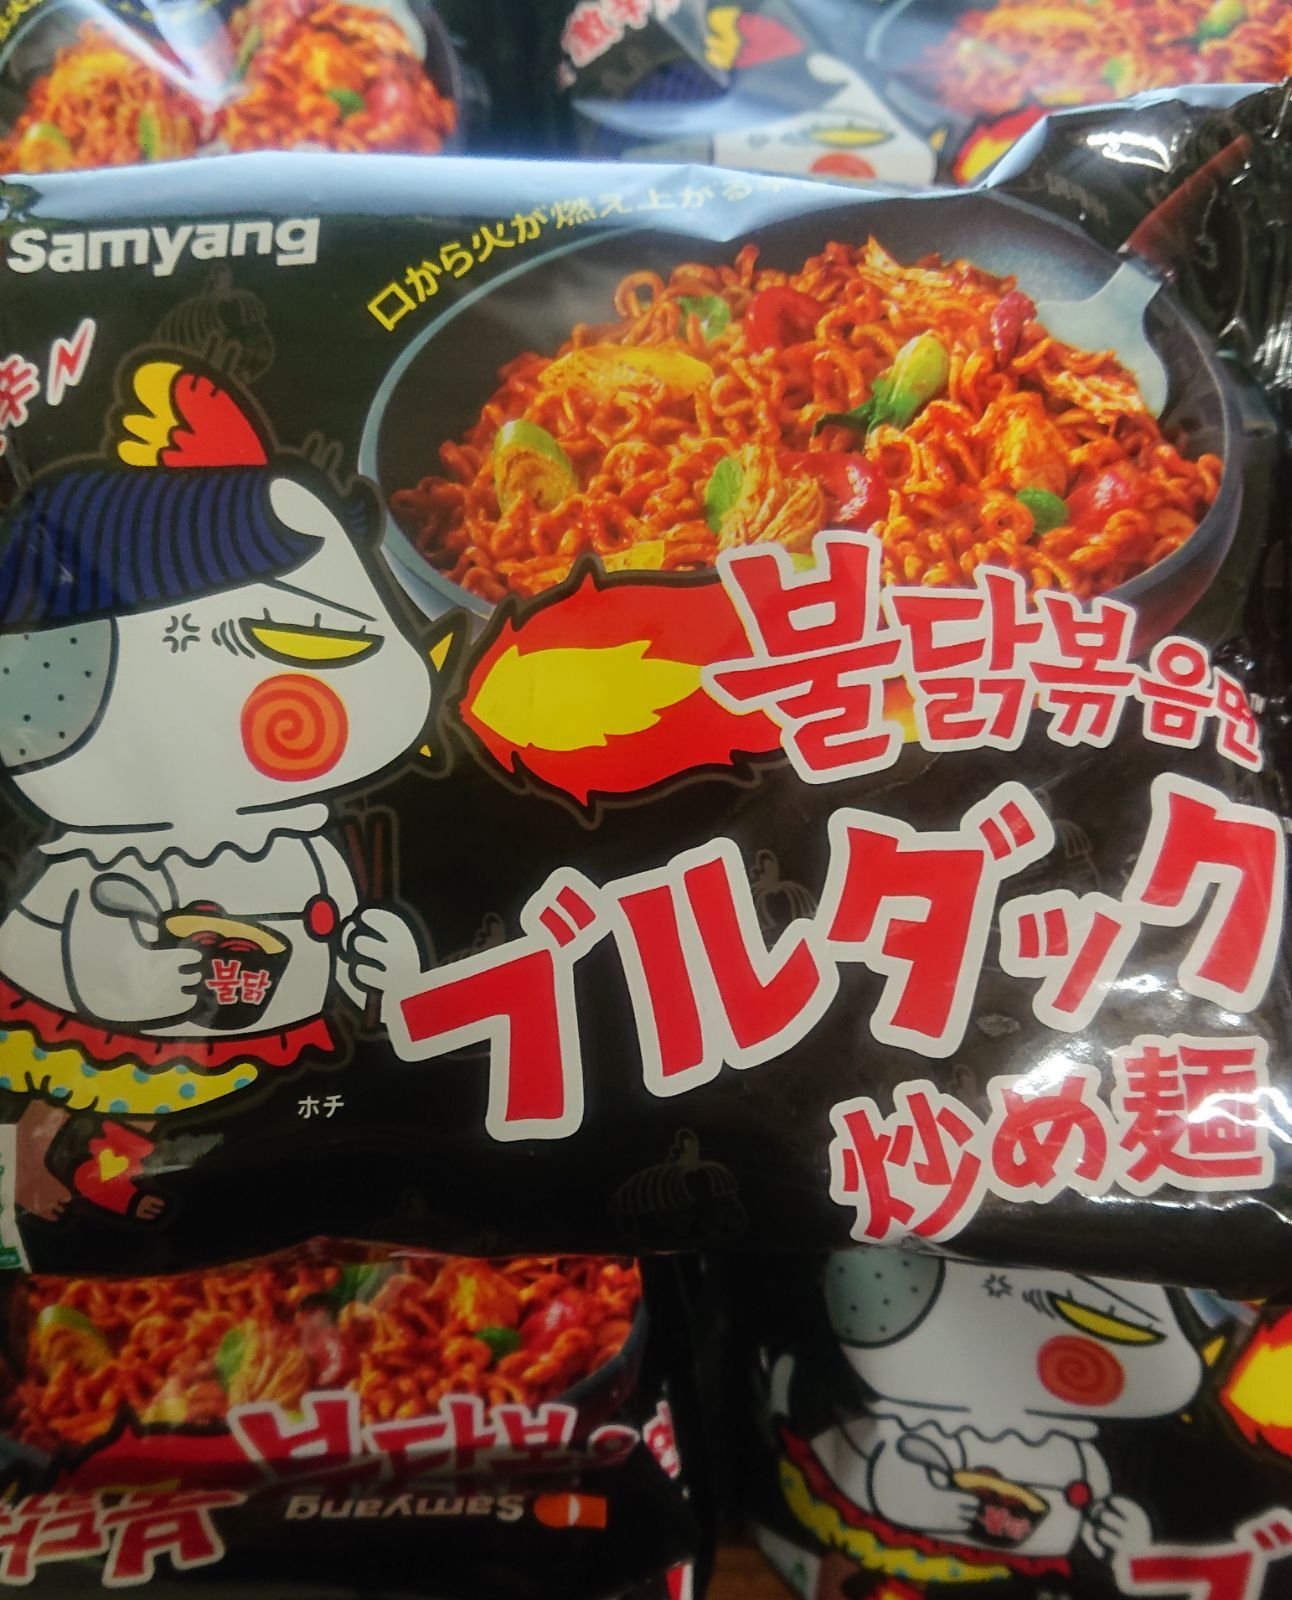 Samyang
口から火が燃え上がる
辛
불닭볶음면
ブルダック
炒め麺
불닭
ホチ
Samyang